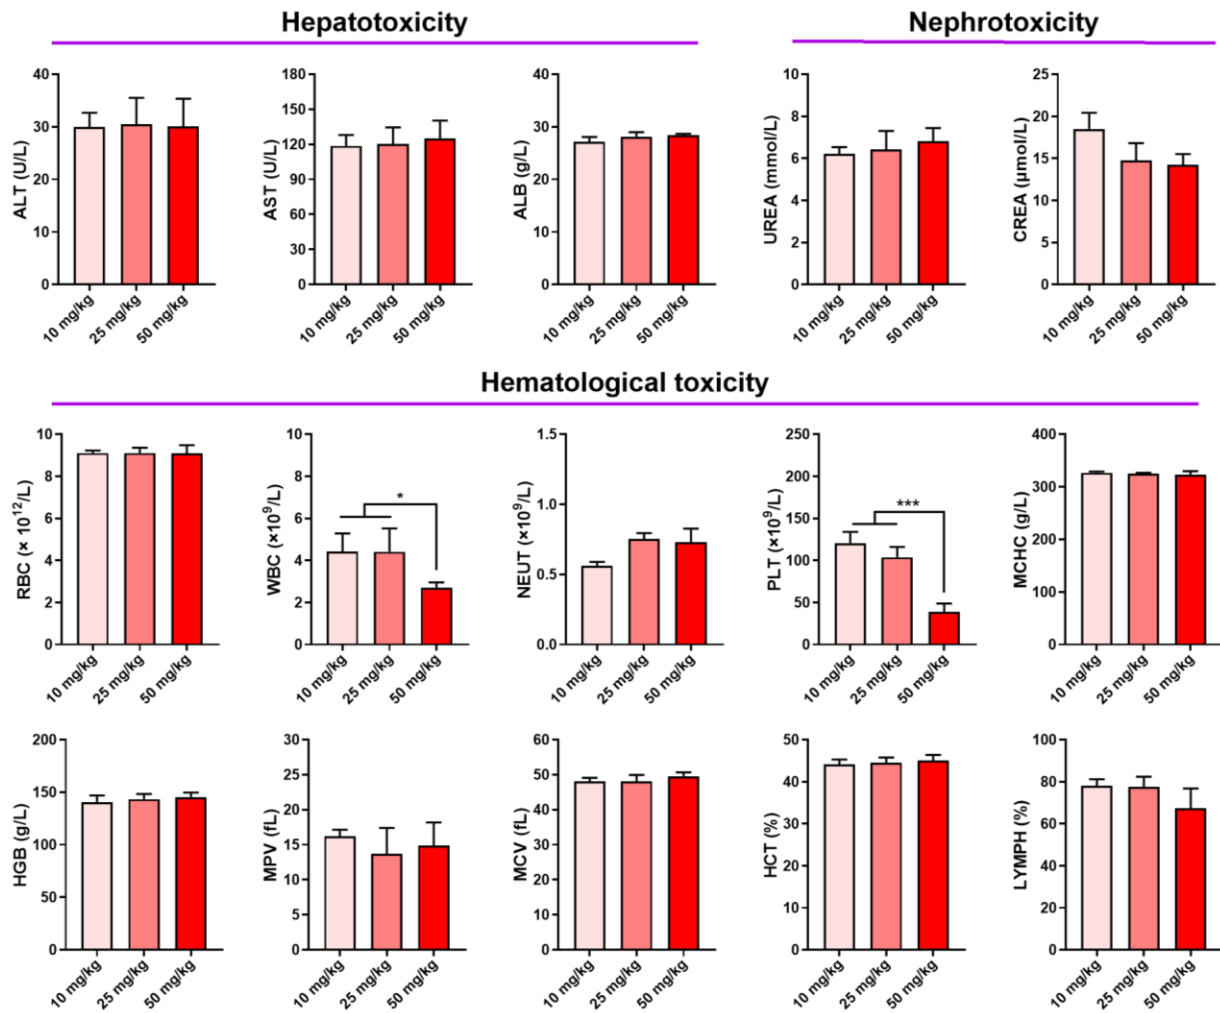 Hepatotoxicity
Nephrotoxicity
ALT (U/L)
40
30
20
10
0
10 mg/kg
25 mg/kg
50 mg/kg
AST (U/L)
180
150
120
90
60
30
0
10 mg/kg
25 mg/kg
50 mg/kg
ALB (g/L)
40
30
20
10
0
10 mg/kg
25 mg/kg
50 mg/kg
UREA (mmol/L)
10
8
6
4
2
0
10 mg/kg
25 mg/kg
50 mg/kg
CREA (μmol/L)
25
20
15
10
5
0
10 mg/kg
25 mg/kg
50 mg/kg
Hematological toxicity
RBC (× 10¹²/L)
10
8
6
4
2
0
10 mg/kg
25 mg/kg
50 mg/kg
WBC (×10⁹/L)
10
8
6
4
2
0
*
10 mg/kg
25 mg/kg
50 mg/kg
NEUT (×10⁹/L)
1.5
1.0
0.5
0.0
10 mg/kg
25 mg/kg
50 mg/kg
PLT (×10⁹/L)
250
200
150
100
50
0
***
10 mg/kg
25 mg/kg
50 mg/kg
MCHC (g/L)
400
300
200
100
0
10 mg/kg
25 mg/kg
50 mg/kg
HGB (g/L)
200
150
100
50
0
10 mg/kg
25 mg/kg
50 mg/kg
MPV (fL)
30
25
20
15
10
5
0
10 mg/kg
25 mg/kg
50 mg/kg
MCV (fL)
60
50
40
30
20
10
0
10 mg/kg
25 mg/kg
50 mg/kg
HCT (%)
50
40
30
20
10
0
10 mg/kg
25 mg/kg
50 mg/kg
LYMPH (%)
100
80
60
40
20
0
10 mg/kg
25 mg/kg
50 mg/kg